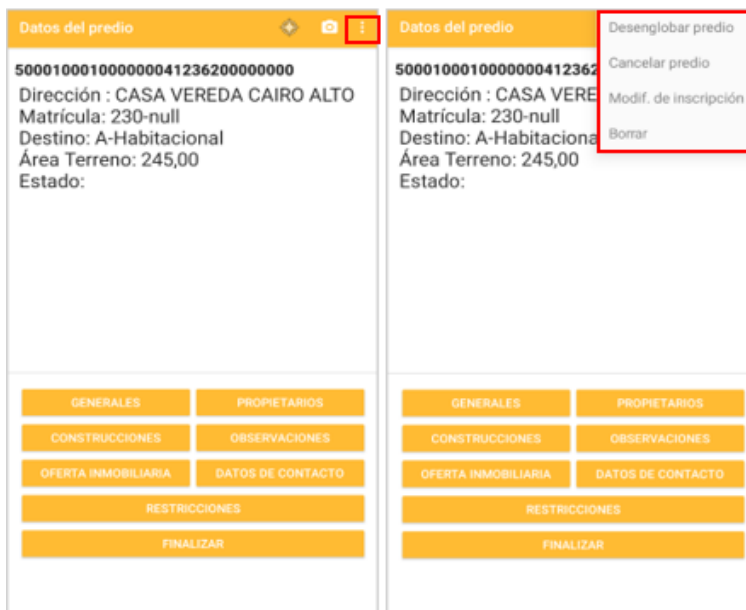 Datos del predio
500010001000000041236200000000
Dirección : CASA VEREDA CAIRO ALTO
Matrícula: 230-null
Destino: A-Habitacional
Área Terreno: 245,00
Estado:
GENERALES
PROPIETARIOS
CONSTRUCCIONES
OBSERVACIONES
OFERTA INMOBILIARIA
DATOS DE CONTACTO
RESTRICCIONES
FINALIZAR
Datos del predio
Desenglobar predio
Cancelar predio
Modif. de inscripción
Borrar
5000100010000000412362
Dirección : CASA VERE
Matrícula: 230-null
Destino: A-Habitaciona
Área Terreno: 245,00
Estado:
GENERALES
PROPIETARIOS
CONSTRUCCIONES
OBSERVACIONES
OFERTA INMOBILIARIA
DATOS DE CONTACTO
RESTRICCIONES
FINALIZAR